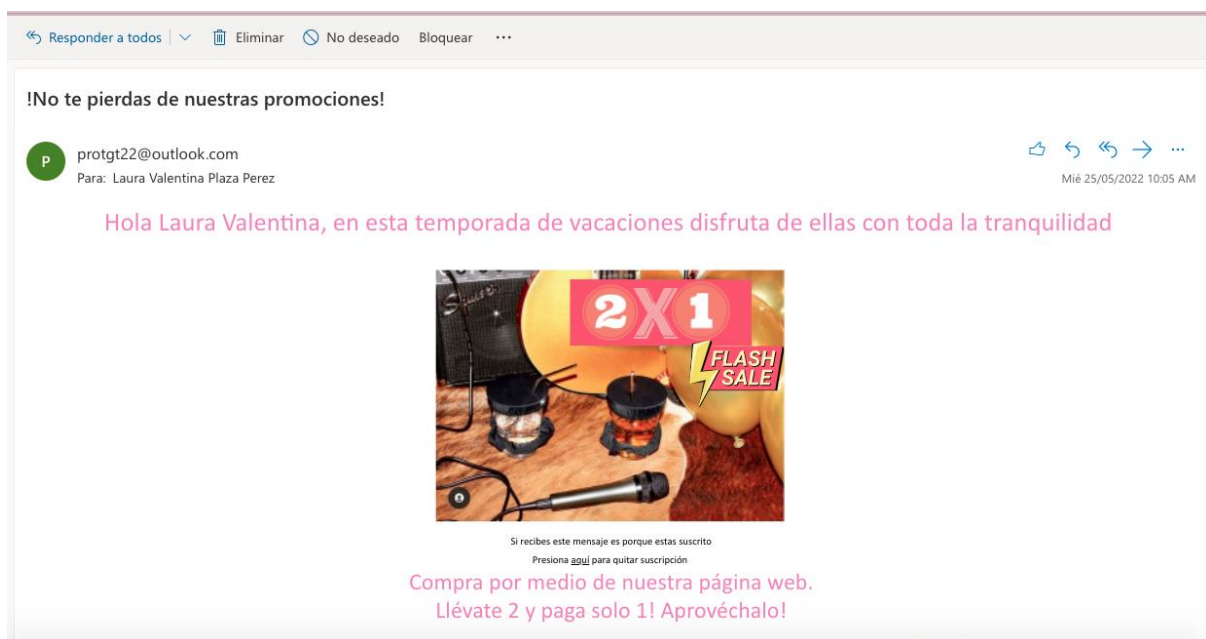 Responder a todos Eliminar No deseado Bloquear ...
!No te pierdas de nuestras promociones!
P
protgt22@outlook.com
Para: Laura Valentina Plaza Perez
Mié 25/05/2022 10:05 AM
Hola Laura Valentina, en esta temporada de vacaciones disfruta de ellas con toda la tranquilidad
2X1
FLASH
SALE
Si recibes este mensaje es porque estas suscrito
Presiona aquí para quitar suscripción
Compra por medio de nuestra página web.
Llévate 2 y paga solo 1! Aprovéchalo!